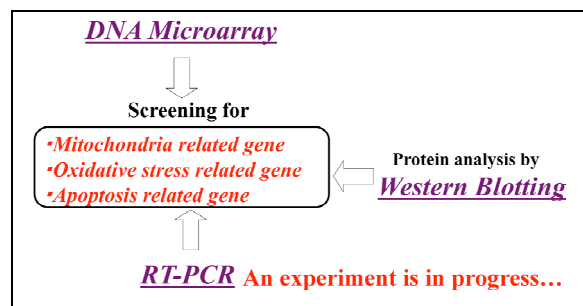 DNA Microarray
Screening for
・Mitochondria related gene
・Oxidative stress related gene
・Apoptosis related gene
Protein analysis by
Western Blotting
RT-PCR An experiment is in progress…